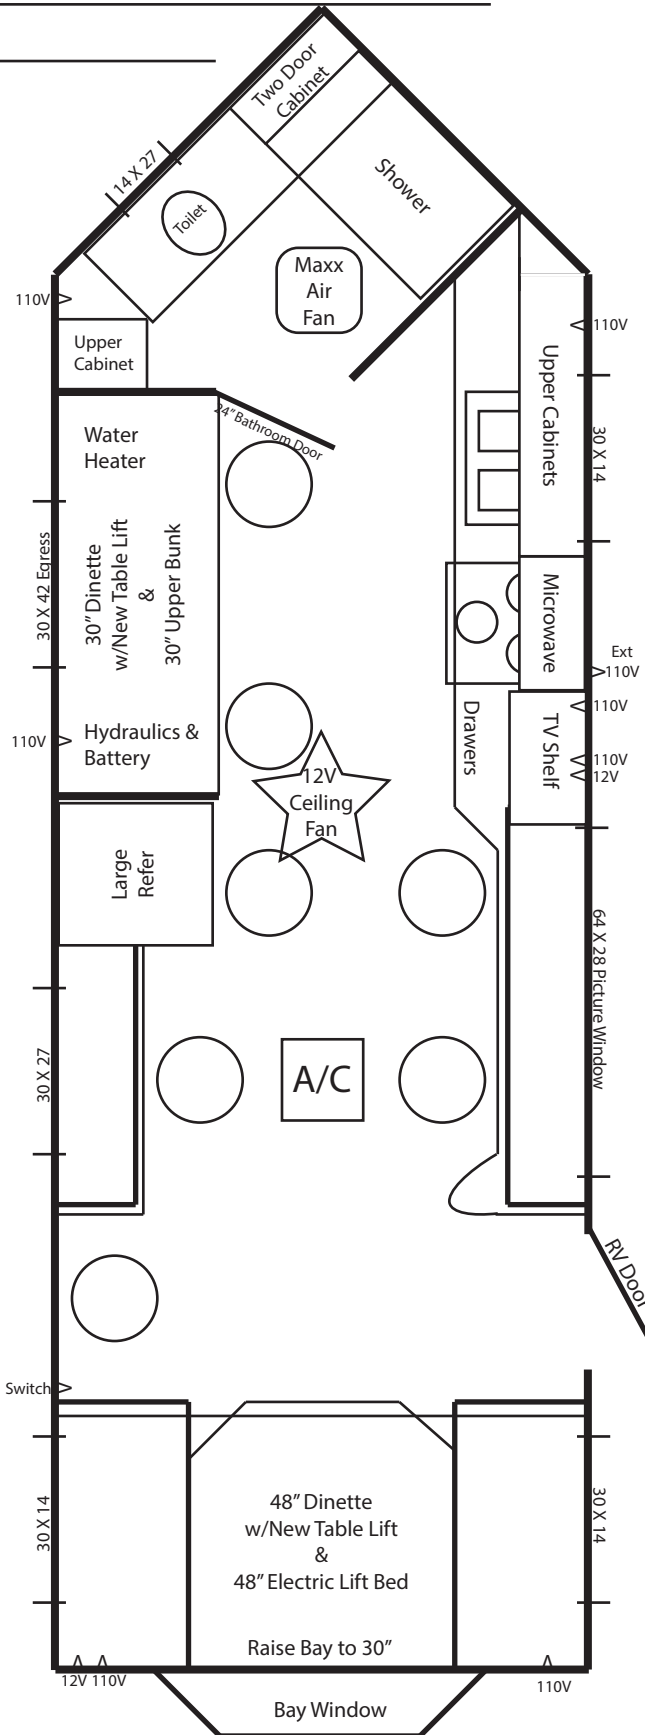 Two Door
Cabinet
14 X 27
Toilet
Shower
Maxx
Air
Fan
110V
110V
Upper
Cabinet
24" Bathroom Door
Water
Heater
Upper Cabinets
30 X 14
30 X 42 Egress
30" Dinette
w/New Table Lift
&
30" Upper Bunk
Microwave
Ext
110V
110V
Drawers
TV Shelf
110V
12V
110V
Hydraulics &
Battery
12V
Ceiling
Fan
Large
Refer
64 X 28 Picture Window
30 X 27
A/C
RV Door
Switch
30 X 14
48" Dinette
w/New Table Lift
&
48" Electric Lift Bed
30 X 14
Raise Bay to 30"
12V 110V
110V
Bay Window